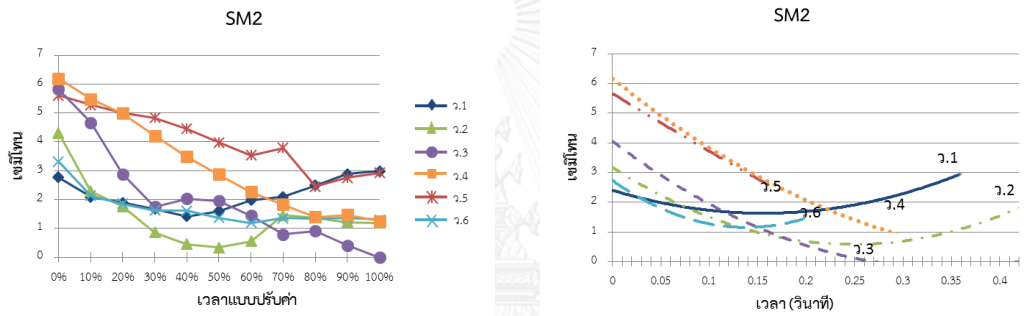 SM2
7
6
5
4
3
2
1
0
เซมิโทน
0% 10% 20% 30% 40% 50% 60% 70% 80% 90% 100%
เวลาแบบปรับค่า
ว.1
ว.2
ว.3
ว.4
ว.5
ว.6
SM2
7
6
5
4
3
2
1
0
เซมิโทน
ว.1
ว.5
ว.2
ว.4
ว.6
ว.3
0 0.05 0.1 0.15 0.2 0.25 0.3 0.35 0.4
เวลา (วินาที)